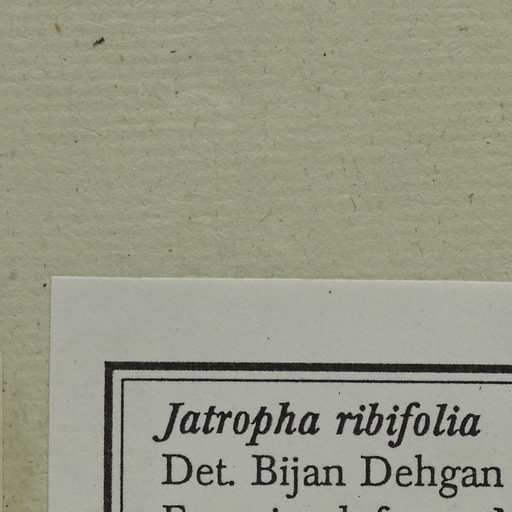 Jatropha ribifolia
Det. Bijan Dehgan